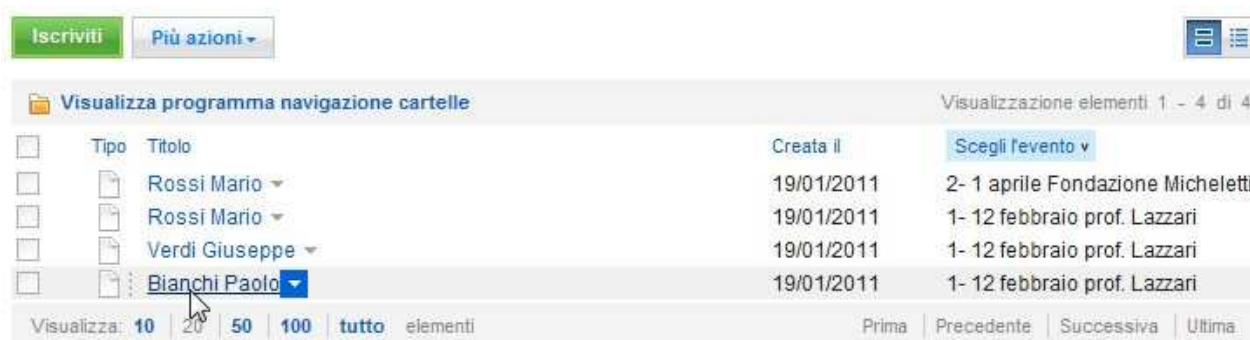 Iscriviti Più azioni
Visualizza programma navigazione cartelle Visualizzazione elementi 1 - 4 di 4
Tipo Titolo Creata il Scegli l'evento
Rossi Mario 19/01/2011 2- 1 aprile Fondazione Micheletti
Rossi Mario 19/01/2011 1- 12 febbraio prof. Lazzari
Verdi Giuseppe 19/01/2011 1- 12 febbraio prof. Lazzari
Bianchi Paolo 19/01/2011 1- 12 febbraio prof. Lazzari
Visualizza: 10 | 20 | 50 | 100 | tutto elementi Prima | Precedente | Successiva | Ultima